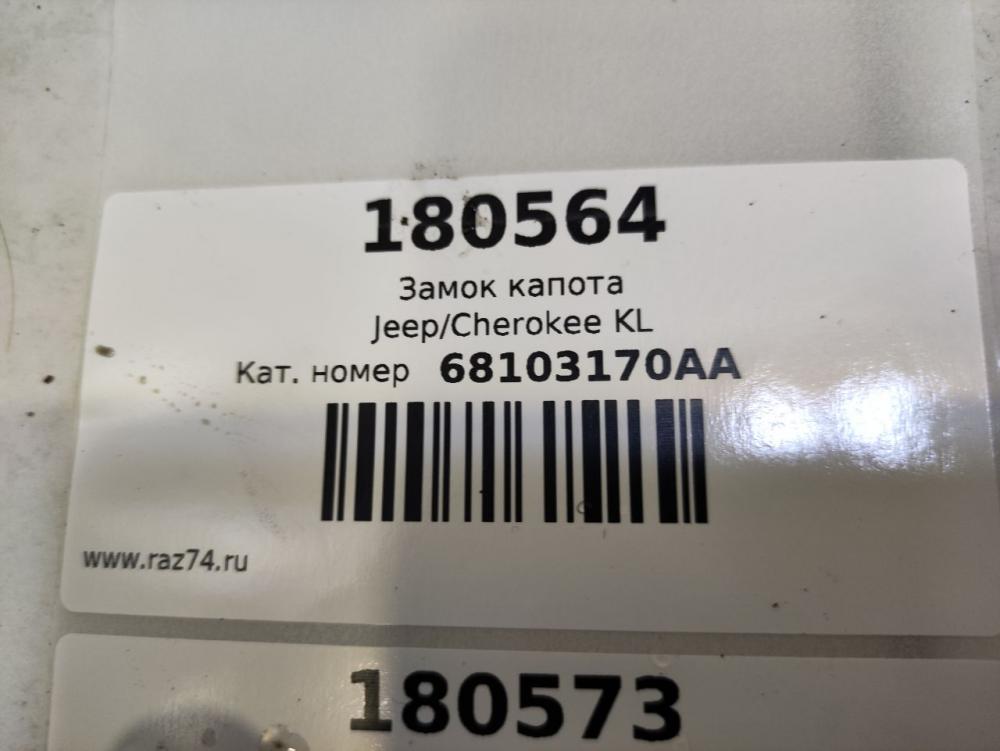 180564
Замок капота
Jeep/Cherokee KL
Кат. номер 68103170AA
www.raz74.ru
180573